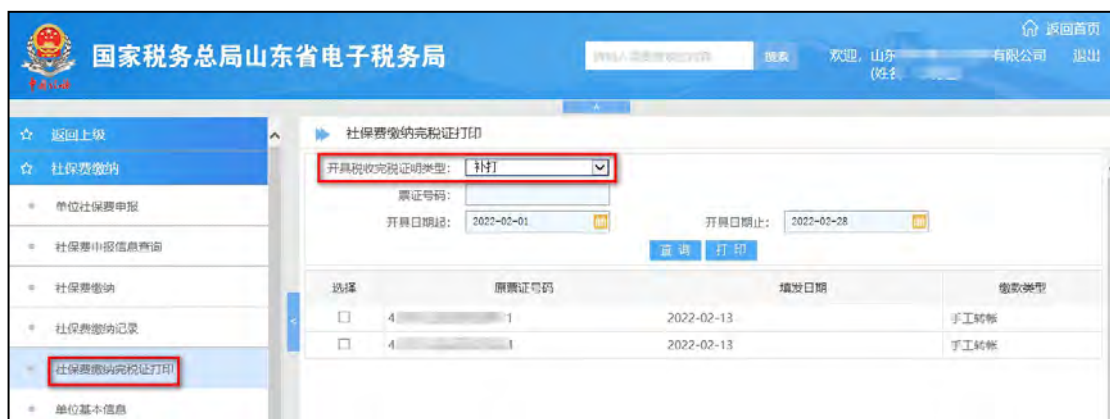 返回首页
国家税务总局山东省电子税务局
搜索
欢迎, 山东
有限公司
退出
(姓名
返回上级
社保费缴纳
单位社保费申报
社保费申报信息查询
社保费缴纳
社保费缴纳记录
社保费缴纳完税证打印
单位基本信息
社保费缴纳完税证打印
开具税收完税证明类型: 补打
票证号码:
开具日期起: 2022-02-01
开具日期止: 2022-02-28
查询 打印
选择 原票证号码 填发日期 缴款类型
4 1 2022-02-13 手工转帐
4 1 2022-02-13 手工转帐